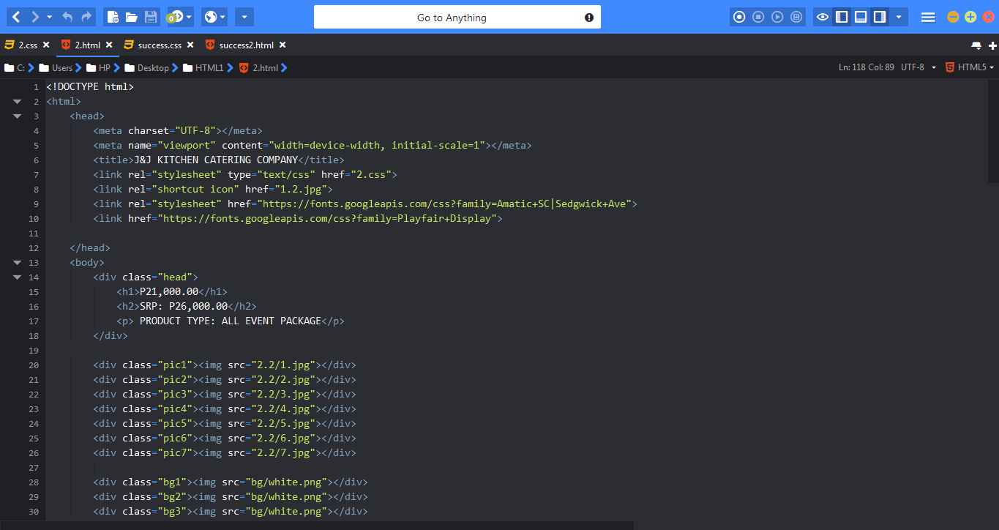 Go to Anything
0
2.css
2.html
success.css
success2.html
C: Users HP Desktop HTML1 2.html
Ln: 118 Col: 89 UTF-8 HTML5
1 <!DOCTYPE html>
2 <html>
3 <head>
4 <meta charset="UTF-8"></meta>
5 <meta name="viewport" content="width=device-width, initial-scale=1"></meta>
6 <title>J&J KITCHEN CATERING COMPANY</title>
7 <link rel="stylesheet" type="text/css" href="2.css">
8 <link rel="shortcut icon" href="1.2.jpg">
9 <link rel="stylesheet" href="https://fonts.googleapis.com/css?family=Amatic+SC|Sedgwick+Ave">
10 <link href="https://fonts.googleapis.com/css?family=Playfair+Display">
11
12 </head>
13 <body>
14 <div class="head">
15 <h1>P21,000.00</h1>
16 <h2>SRP: P26,000.00</h2>
17 <p> PRODUCT TYPE: ALL EVENT PACKAGE</p>
18 </div>
19
20 <div class="pic1"><img src="2.2/1.jpg"></div>
21 <div class="pic2"><img src="2.2/2.jpg"></div>
22 <div class="pic3"><img src="2.2/3.jpg"></div>
23 <div class="pic4"><img src="2.2/4.jpg"></div>
24 <div class="pic5"><img src="2.2/5.jpg"></div>
25 <div class="pic6"><img src="2.2/6.jpg"></div>
26 <div class="pic7"><img src="2.2/7.jpg"></div>
27
28 <div class="bg1"><img src="bg/white.png"></div>
29 <div class="bg2"><img src="bg/white.png"></div>
30 <div class="bg3"><img src="bg/white.png"></div>